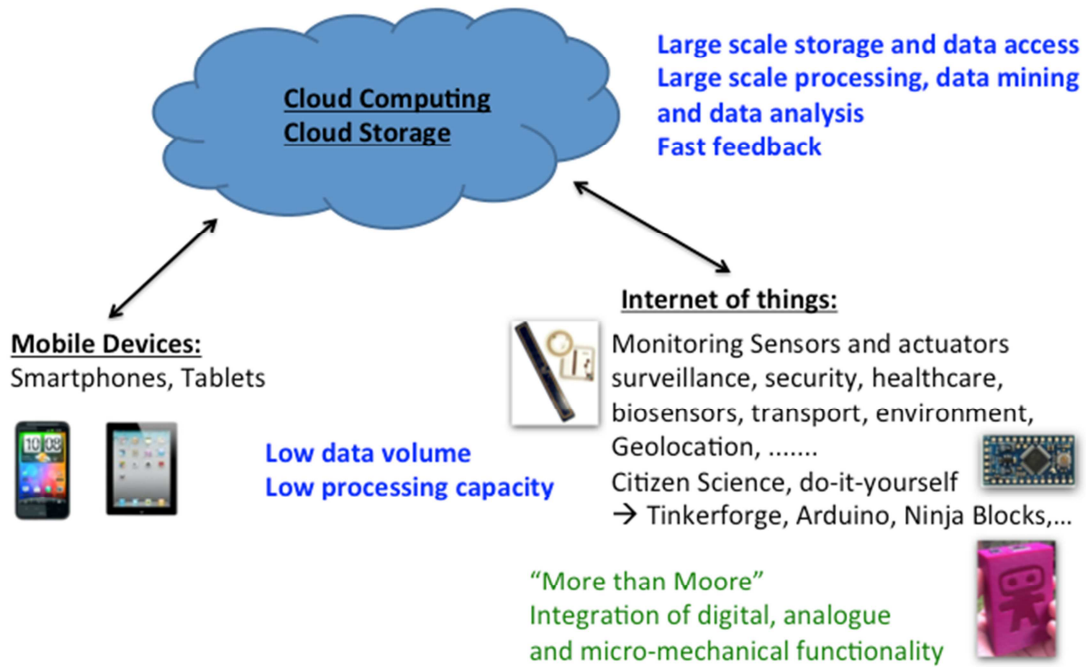 Cloud Computing
Cloud Storage
Large scale storage and data access
Large scale processing, data mining
and data analysis
Fast feedback
Mobile Devices:
Smartphones, Tablets
10 08
Low data volume
Low processing capacity
Internet of things:
Monitoring Sensors and actuators
surveillance, security, healthcare,
biosensors, transport, environment,
Geolocation, .......
Citizen Science, do-it-yourself
→ Tinkerforge, Arduino, Ninja Blocks,...
“More than Moore”
Integration of digital, analogue
and micro-mechanical functionality